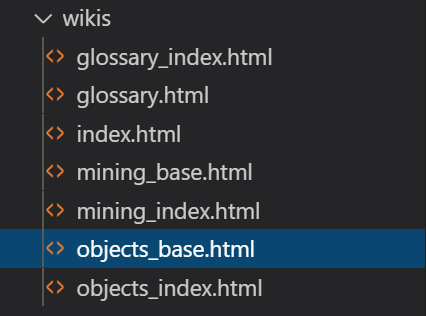 wikis
glossary_index.html
glossary.html
index.html
mining_base.html
mining_index.html
objects_base.html
objects_index.html